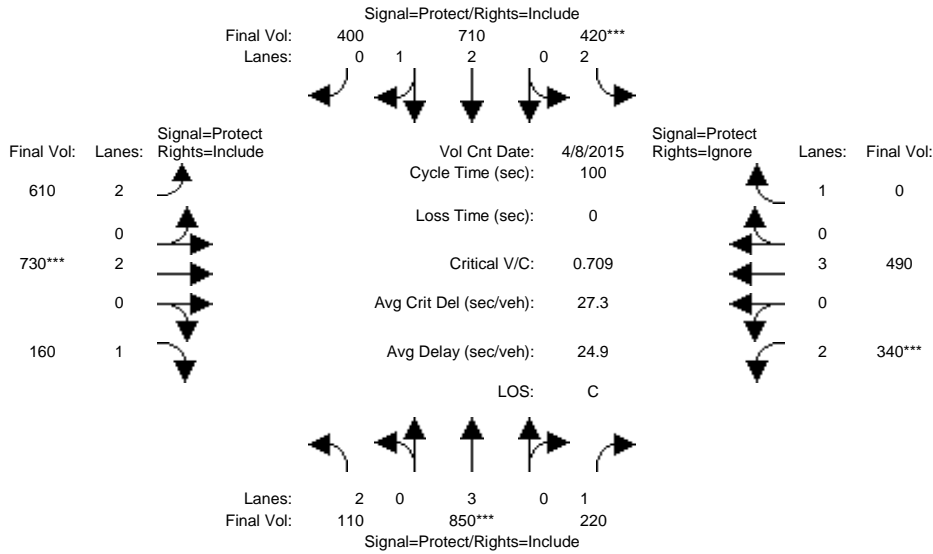 Signal=Protect/Rights=Include
Final Vol: 400 710 420***
Lanes: 0 1 2 0 2
Signal=Protect
Final Vol: Lanes: Rights=Include
Vol Cnt Date: 4/8/2015
Signal=Protect
Rights=Ignore Lanes: Final Vol:
Cycle Time (sec): 100
610 2
1 0
Loss Time (sec): 0
0
0
730*** 2
Critical V/C: 0.709
3 490
0
Avg Crit Del (sec/veh): 27.3
0
160 1
Avg Delay (sec/veh): 24.9
2 340***
LOS: C
Lanes: 2 0 3 0 1
Final Vol: 110 850*** 220
Signal=Protect/Rights=Include